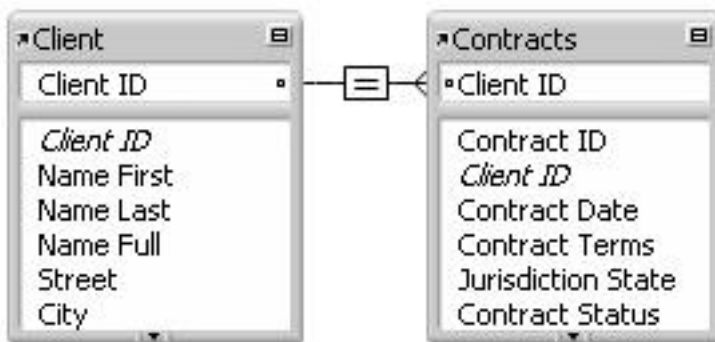 Client
Client ID
Client ID
Name First
Name Last
Name Full
Street
City
=
Contracts
Client ID
Contract ID
Client ID
Contract Date
Contract Terms
Jurisdiction State
Contract Status